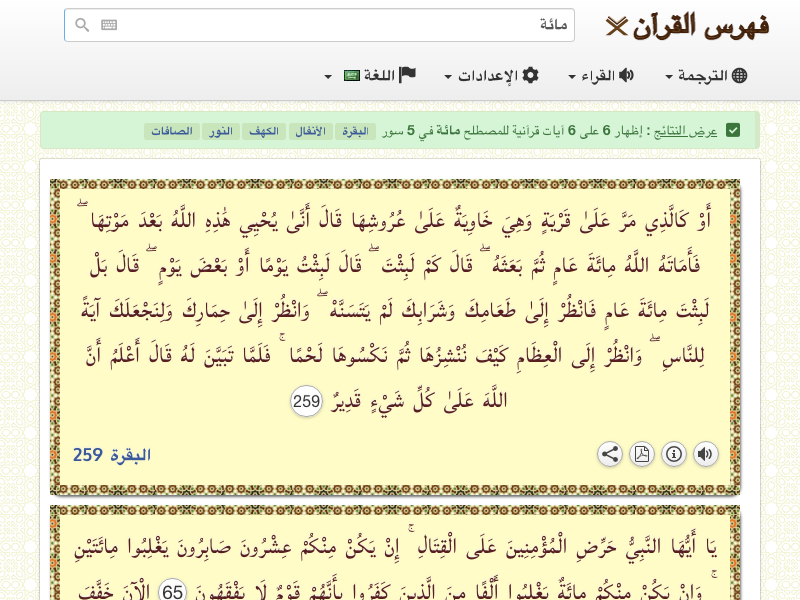 فهرس القرآن
مائة
الترجمة
القراء
الإعدادات
اللغة
عرض النتائج : إظهار 6 على 6 آيات قرآنية للمصطلح مائة في 5 سور البقرة الأنفال الكهف النور الصافات
أَوْ كَالَّذِي مَرَّ عَلَىٰ قَرْيَةٍ وَهِيَ خَاوِيَةٌ عَلَىٰ عُرُوشِهَا قَالَ أَنَّىٰ يُحْيِي هَٰذِهِ اللَّهُ بَعْدَ مَوْتِهَا ۖ
فَأَمَاتَهُ اللَّهُ مِائَةَ عَامٍ ثُمَّ بَعَثَهُ ۖ قَالَ كَمْ لَبِثْتَ ۖ قَالَ لَبِثْتُ يَوْمًا أَوْ بَعْضَ يَوْمٍ ۖ قَالَ بَلْ
لَبِثْتَ مِائَةَ عَامٍ فَانْظُرْ إِلَىٰ طَعَامِكَ وَشَرَابِكَ لَمْ يَتَسَنَّهْ ۖ وَانْظُرْ إِلَىٰ حِمَارِكَ وَلِنَجْعَلَكَ آيَةً
لِلنَّاسِ ۖ وَانْظُرْ إِلَى الْعِظَامِ كَيْفَ نُنْشِزُهَا ثُمَّ نَكْسُوهَا لَحْمًا ۚ فَلَمَّا تَبَيَّنَ لَهُ قَالَ أَعْلَمُ أَنَّ
اللَّهَ عَلَىٰ كُلِّ شَيْءٍ قَدِيرٌ 259
البقرة 259
يَا أَيُّهَا النَّبِيُّ حَرِّضِ الْمُؤْمِنِينَ عَلَى الْقِتَالِ ۚ إِنْ يَكُنْ مِنْكُمْ عِشْرُونَ صَابِرُونَ يَغْلِبُوا مِائَتَيْنِ
ۚ وَإِنْ يَكُنْ مِنْكُمْ مِائَةٌ يَغْلِبُوا أَلْفًا مِنَ الَّذِينَ كَفَرُوا بِأَنَّهُمْ قَوْمٌ لَا يَفْقَهُونَ 65 الْآنَ خَفَّفَ